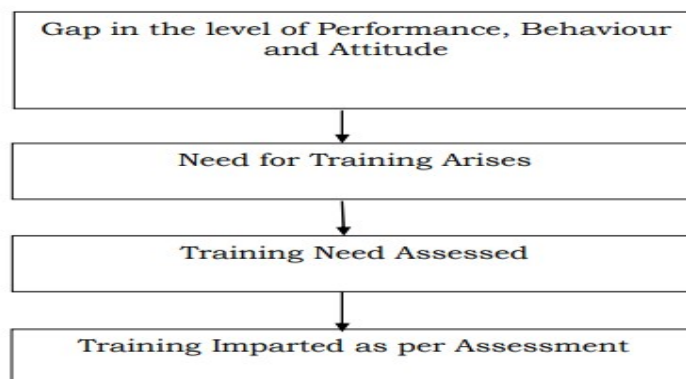 Gap in the level of Performance, Behaviour
and Attitude
Need for Training Arises
Training Need Assessed
Training Imparted as per Assessment